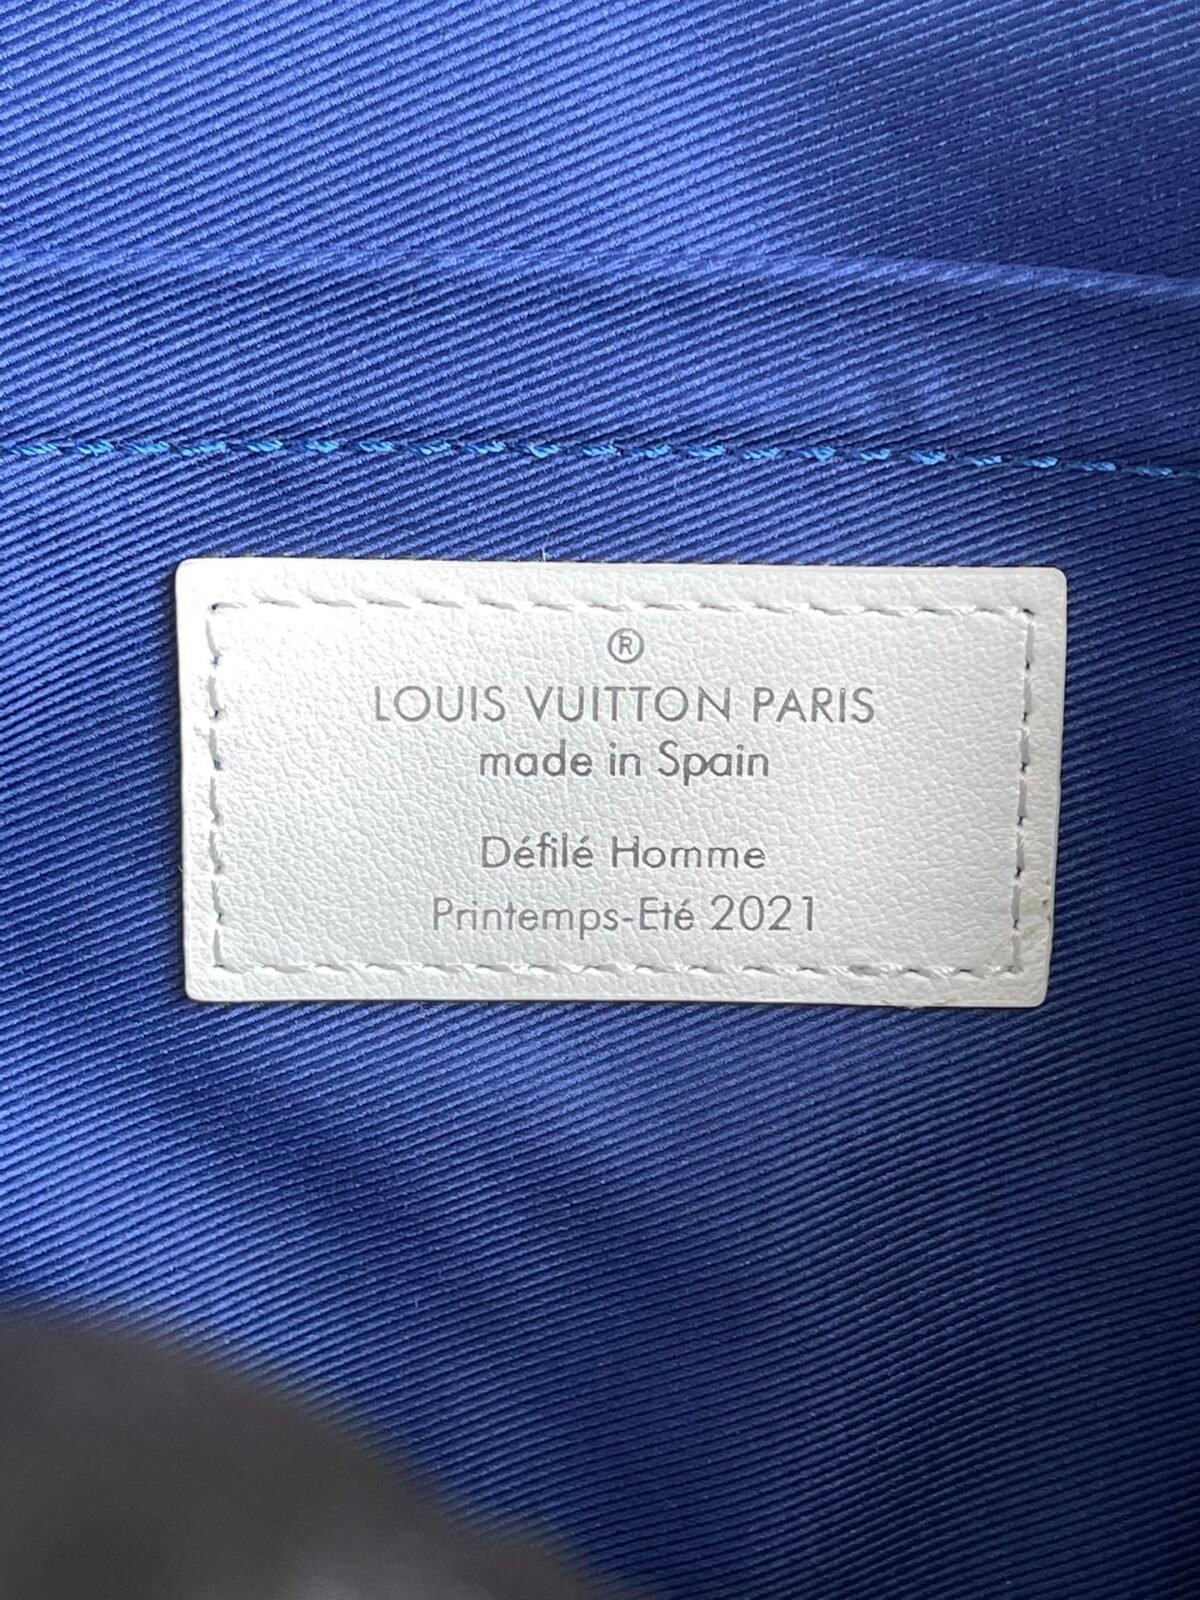 ®
LOUIS VUITTON PARIS
made in Spain
Défilé Homme
Printemps-Eté 2021